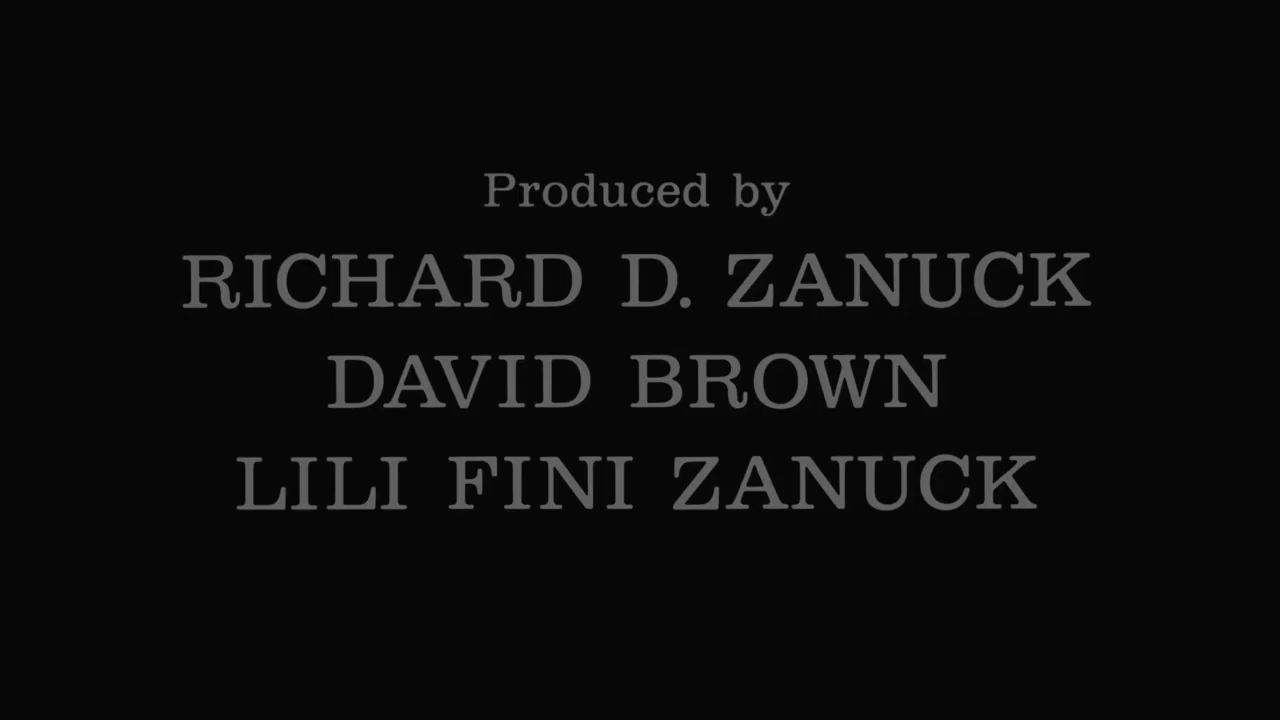 Produced by
RICHARD D. ZANUCK
DAVID BROWN
LILI FINI ZANUCK